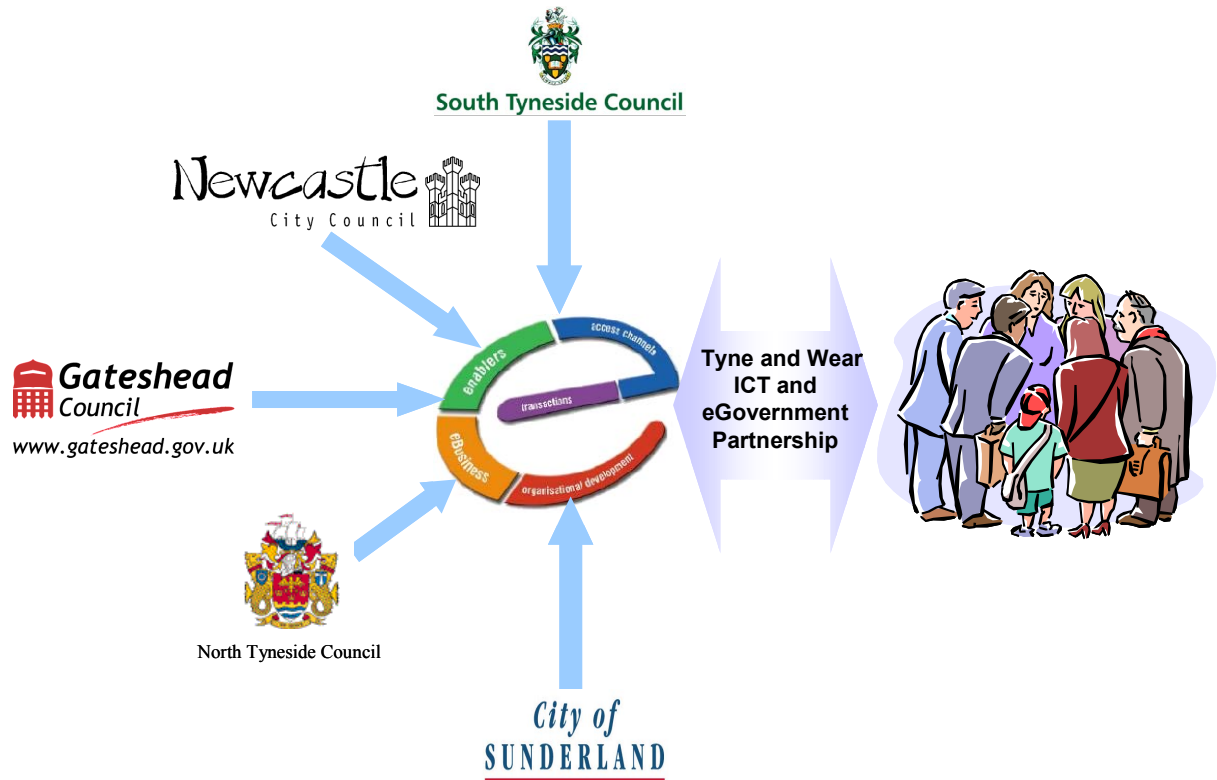 South Tyneside Council
Newcastle
City Council
enablers
access channels
transactions
Tyne and Wear
ICT and
eGovernment
Partnership
Gateshead
Council
www.gateshead.gov.uk
eBusiness
organisational development
North Tyneside Council
City of
SUNDERLAND